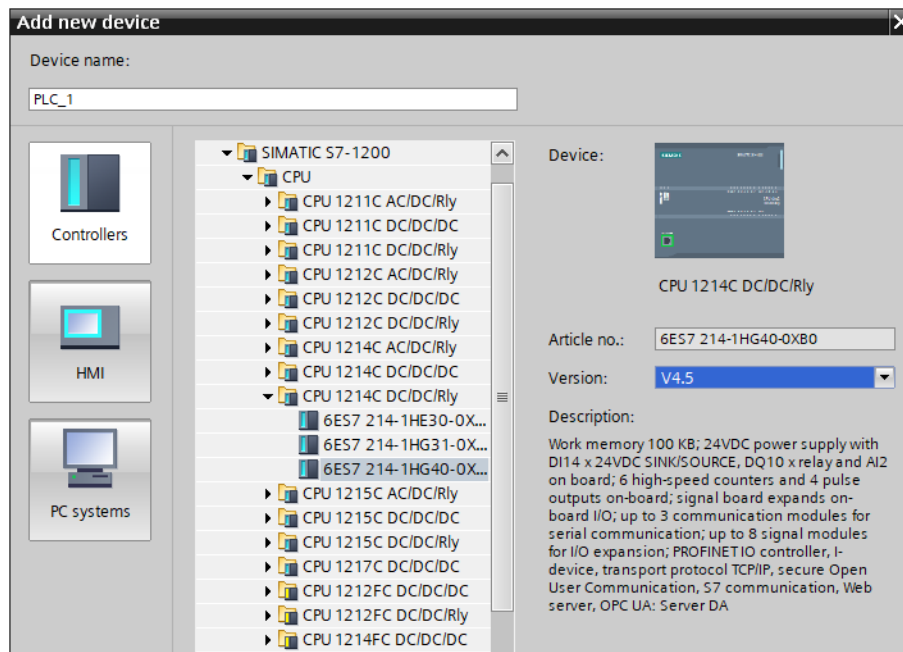 Add new device
Device name:
PLC_1
Controllers
HMI
PC systems
SIMATIC S7-1200
CPU
CPU 1211C AC/DC/Rly
CPU 1211C DC/DC/DC
CPU 1211C DC/DC/Rly
CPU 1212C AC/DC/Rly
CPU 1212C DC/DC/DC
CPU 1212C DC/DC/Rly
CPU 1214C AC/DC/Rly
CPU 1214C DC/DC/DC
CPU 1214C DC/DC/Rly
6ES7 214-1HE30-0X...
6ES7 214-1HG31-0X...
6ES7 214-1HG40-0X...
CPU 1215C AC/DC/Rly
CPU 1215C DC/DC/DC
CPU 1215C DC/DC/Rly
CPU 1217C DC/DC/DC
CPU 1212FC DC/DC/DC
CPU 1212FC DC/DC/Rly
CPU 1214FC DC/DC/DC
Device:
SIEMENS
CPU 1214C DC/DC/Rly
Article no.:
6ES7 214-1HG40-0XB0
Version:
V4.5
Description:
Work memory 100 KB; 24VDC power supply with
DI14 x 24VDC SINK/SOURCE, DQ10 x relay and AI2
on board; 6 high-speed counters and 4 pulse
outputs on-board; signal board expands on-
board I/O; up to 3 communication modules for
serial communication; up to 8 signal modules
for I/O expansion; PROFINET IO controller, I-
device, transport protocol TCP/IP, secure Open
User Communication, S7 communication, Web
server, OPC UA: Server DA